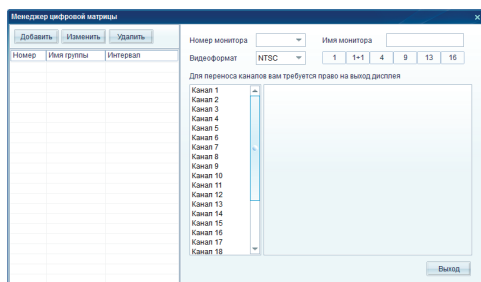 Менеджер цифровой матрицы
Добавить Изменить Удалить
Номер Имя группы Интервал
Номер монитора Имя монитора
Видеоформат NTSC 1 1+1 4 9 13 16
Для переноса каналов вам требуется право на выход дисплея
Канал 1
Канал 2
Канал 3
Канал 4
Канал 5
Канал 6
Канал 7
Канал 8
Канал 9
Канал 10
Канал 11
Канал 12
Канал 13
Канал 14
Канал 15
Канал 16
Канал 17
Канал 18
Выход